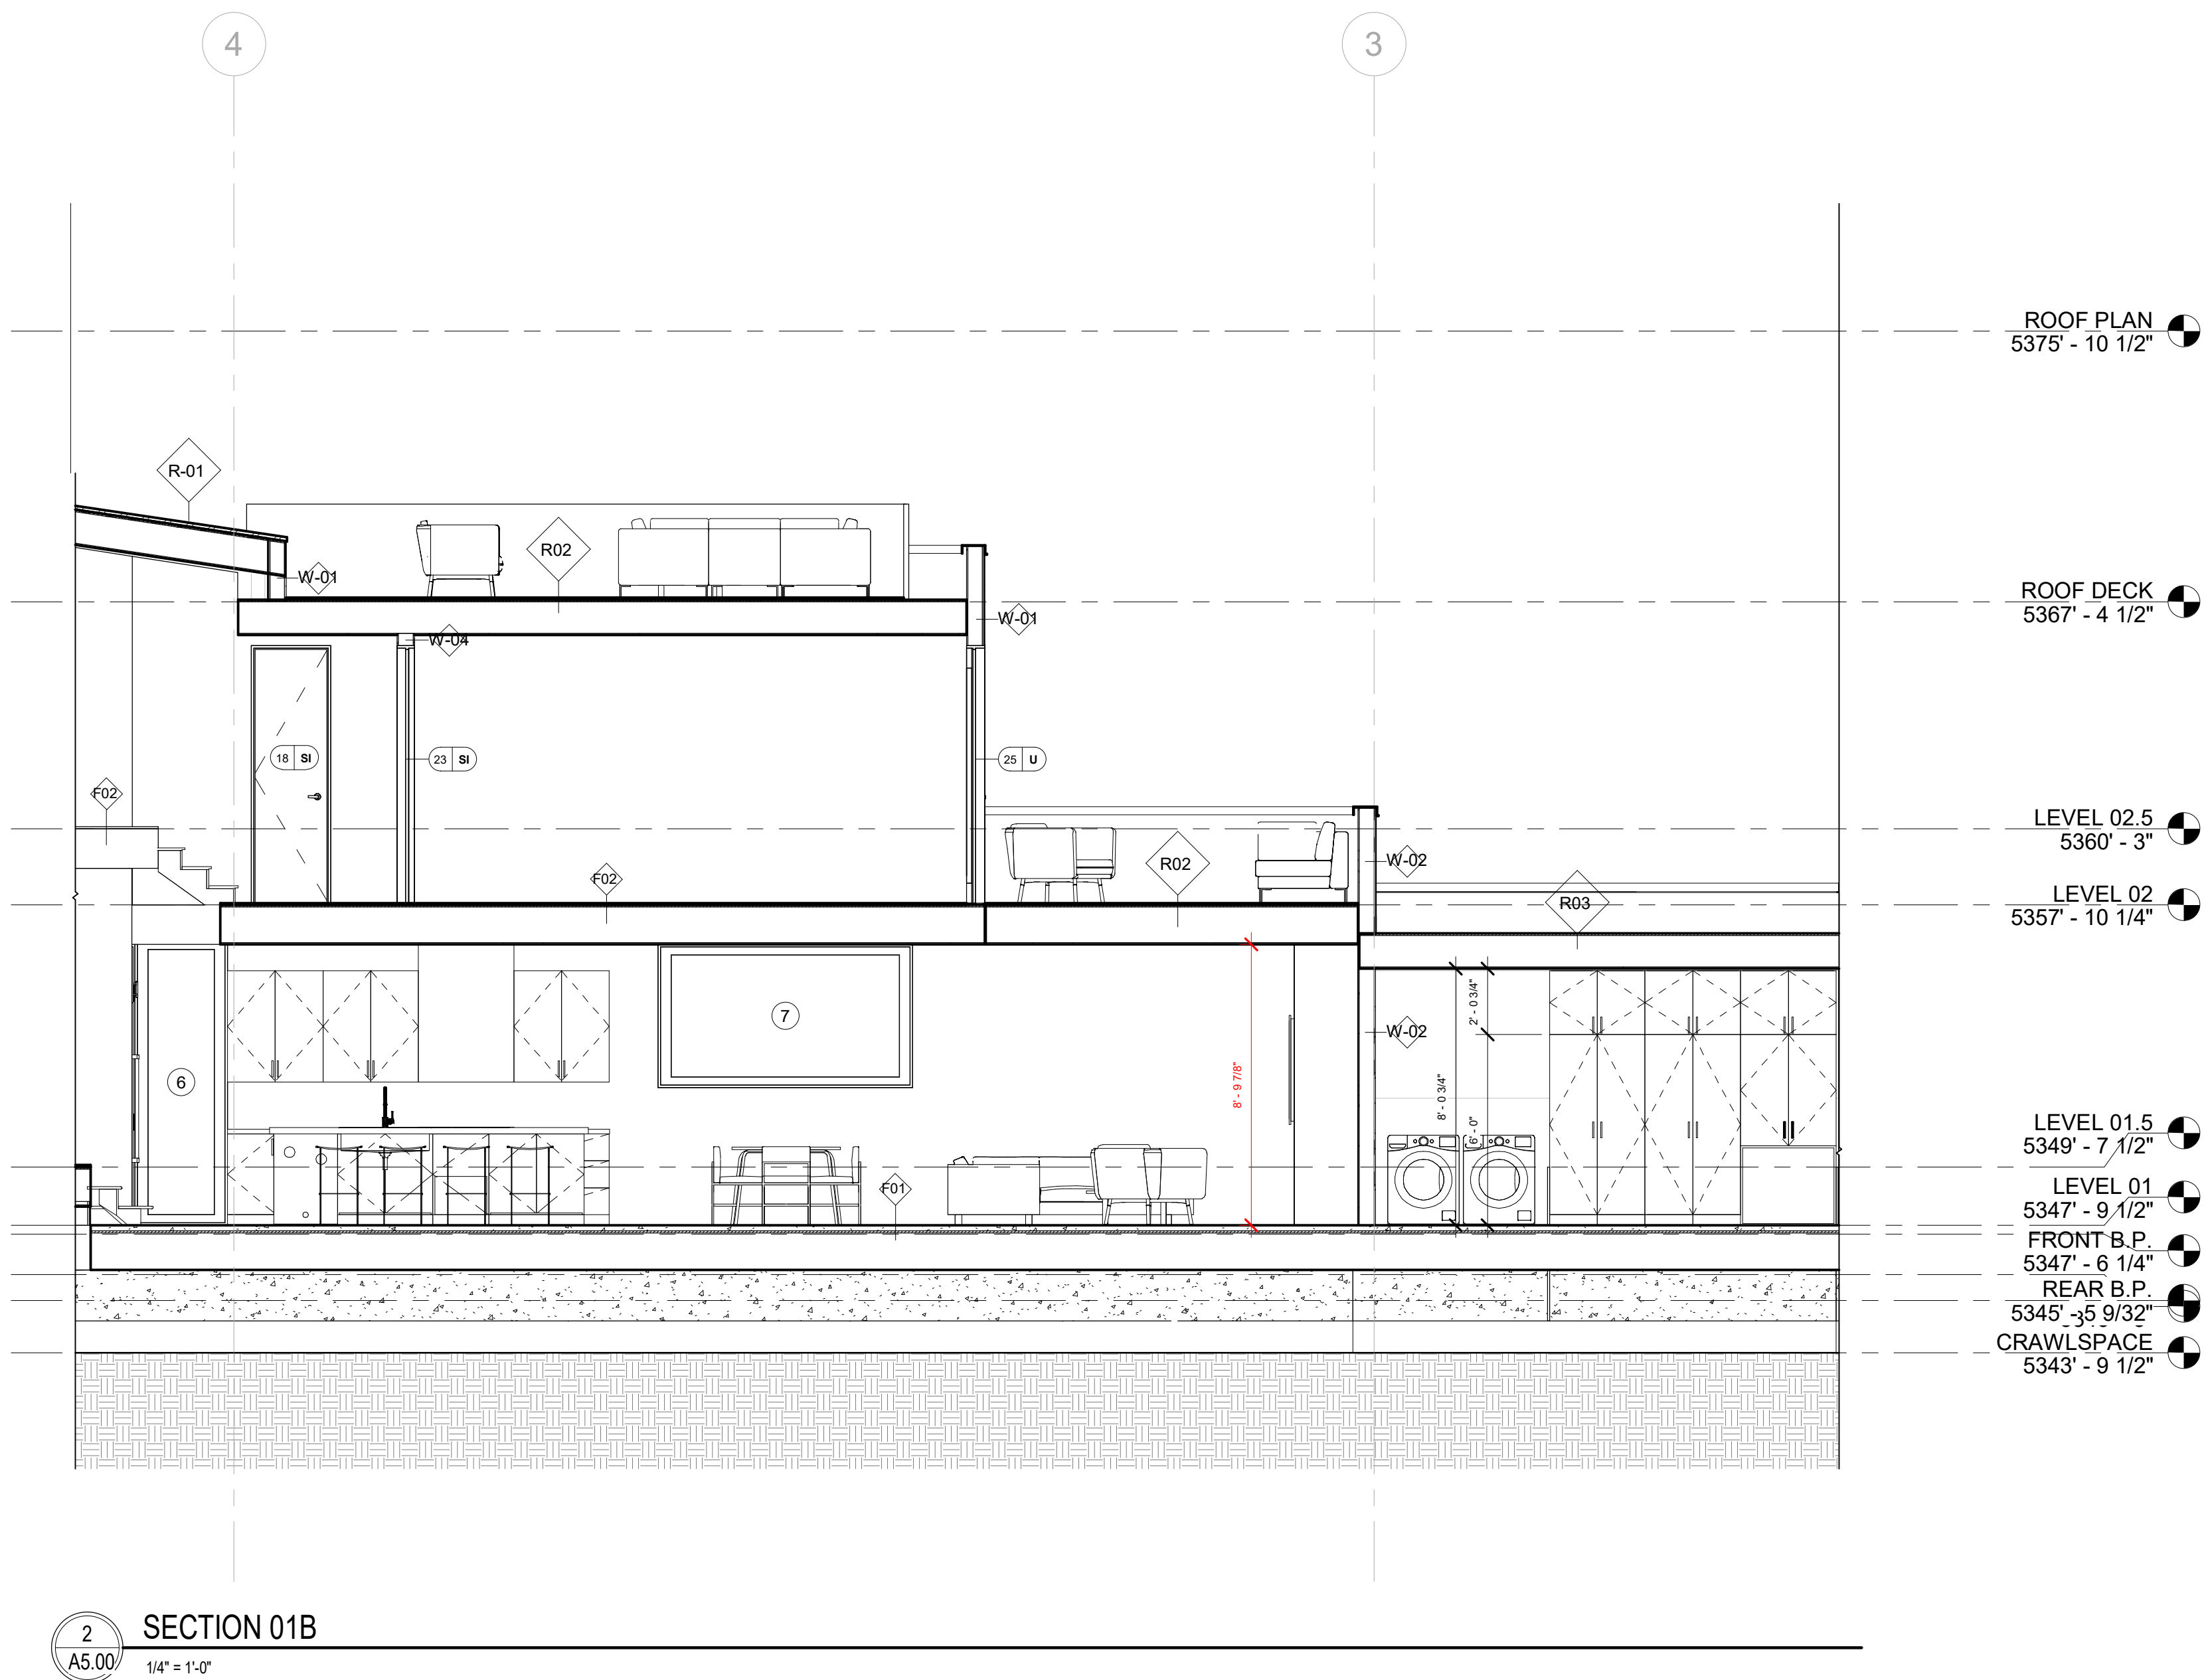 4
3
ROOF PLAN
5375' - 10 1/2"
R-01
R02
W-01
ROOF DECK
5367' - 4 1/2"
W-01
W-04
18 SI
23 SI
25 U
F02
LEVEL 02.5
5360' - 3"
W-02
R02
F02
R03
LEVEL 02
5357' - 10 1/4"
7
6
2' - 0 3/4"
W-02
8' - 9 7/8"
8' - 0 3/4"
6' - 0"
LEVEL 01.5
5349' - 7 1/2"
F01
LEVEL 01
5347' - 9 1/2"
FRONT B.P.
5347' - 6 1/4"
REAR B.P.
5345' - 5 9/32"
CRAWLSPACE
5343' - 9 1/2"
2
A5.00
SECTION 01B
1/4" = 1'-0"